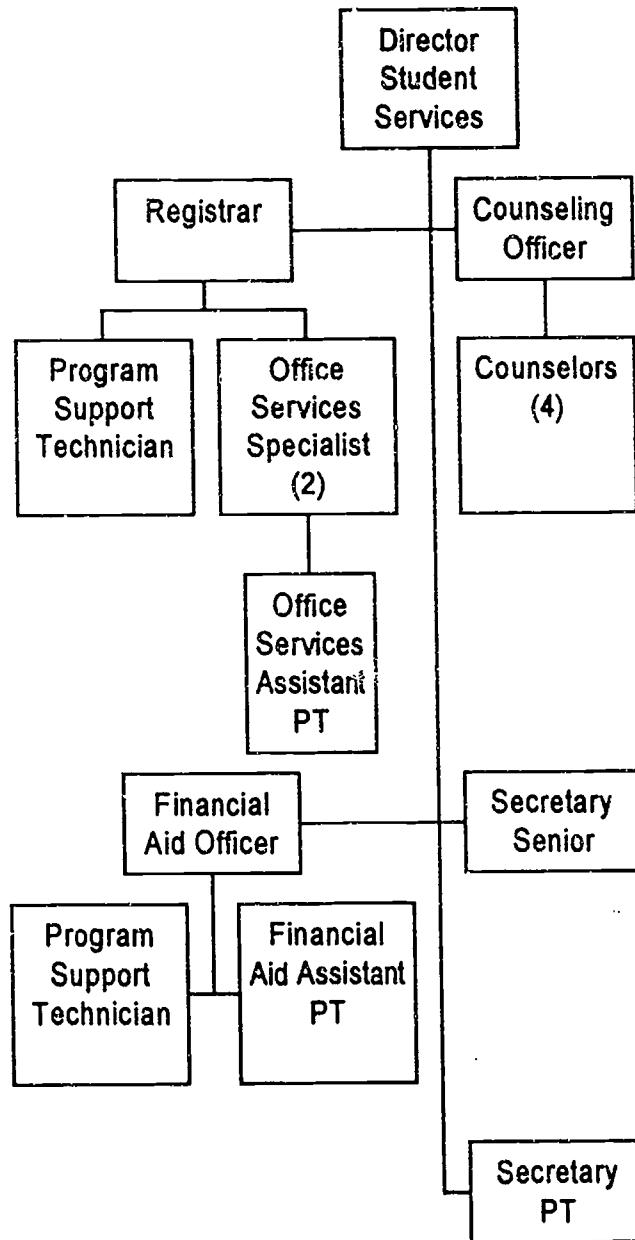 Director
Student
Services
Registrar
Counseling
Officer
Program
Support
Technician
Office
Services
Specialist
(2)
Counselors
(4)
Office
Services
Assistant
PT
Financial
Aid Officer
Secretary
Senior
Program
Support
Technician
Financial
Aid Assistant
PT
Secretary
PT